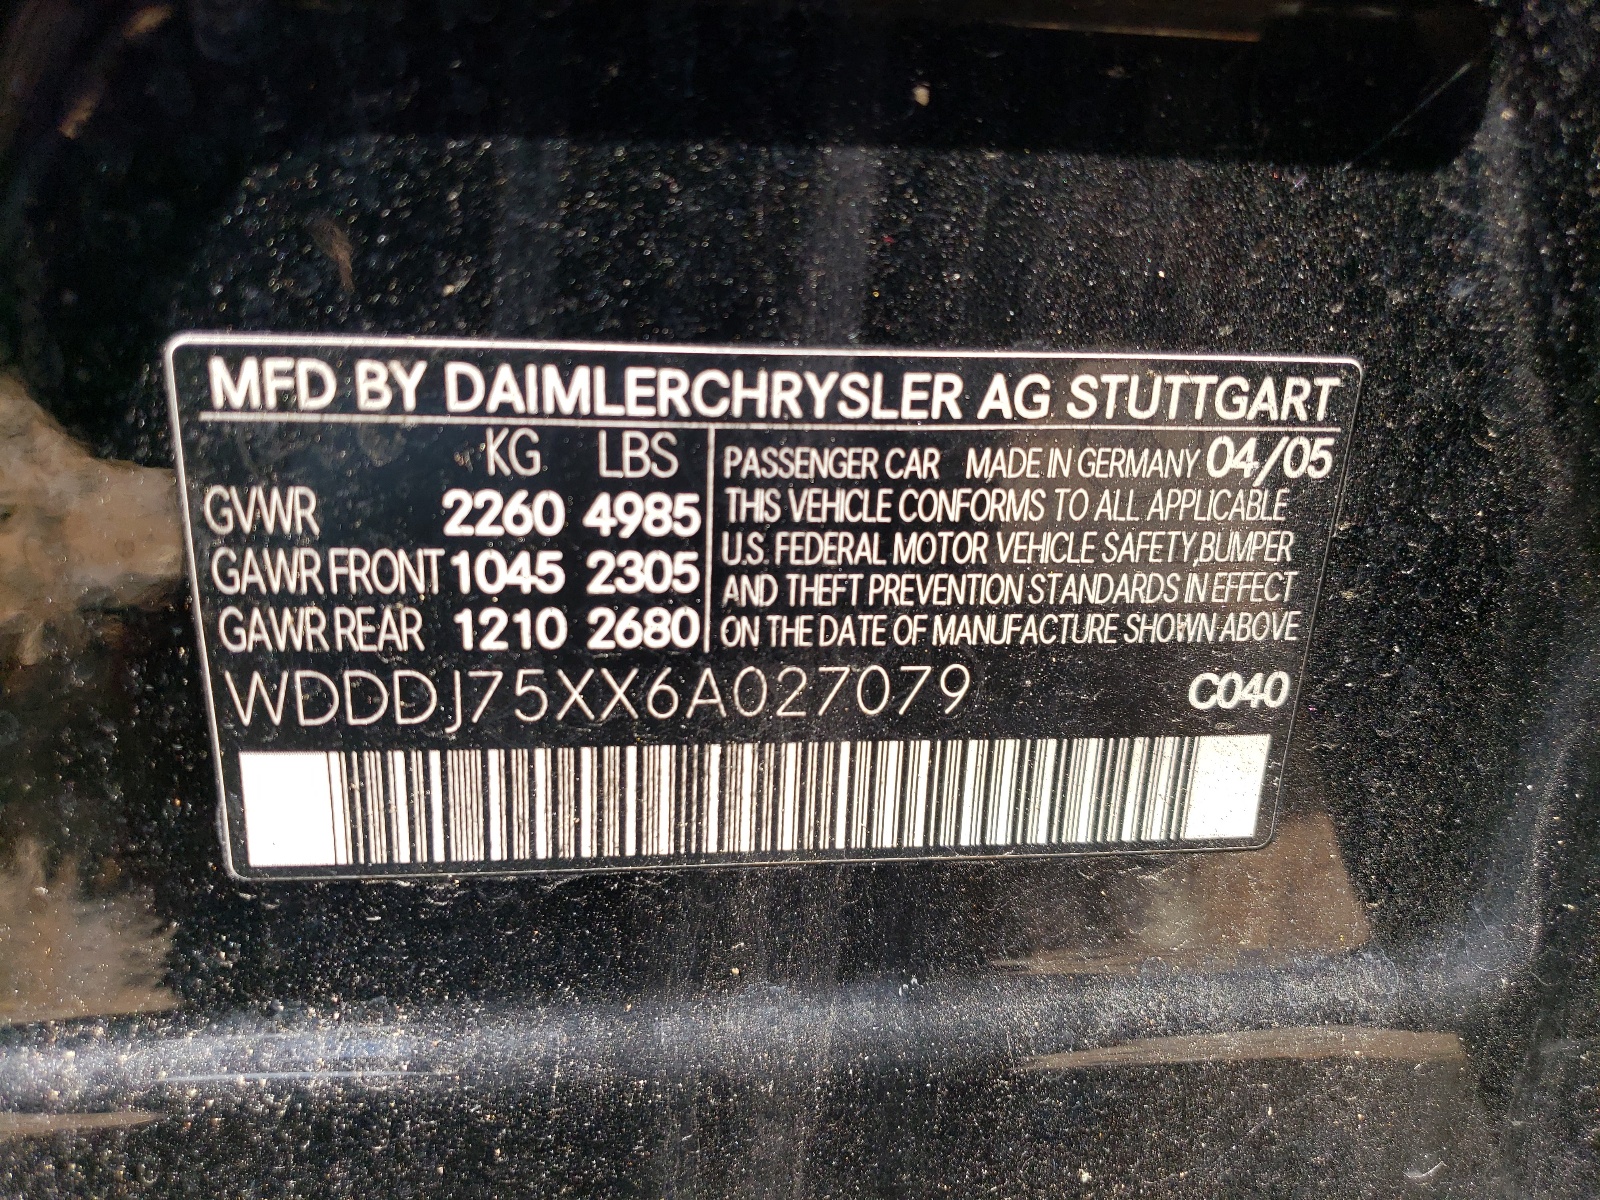 MFD BY DAIMLERCHRYSLER AG STUTTGART
KG LBS
GVWR 2260 4985
GAWR FRONT 1045 2305
GAWR REAR 1210 2680
PASSENGER CAR MADE IN GERMANY 04/05
THIS VEHICLE CONFORMS TO ALL APPLICABLE
U.S. FEDERAL MOTOR VEHICLE SAFETY,BUMPER
AND THEFT PREVENTION STANDARDS IN EFFECT
ON THE DATE OF MANUFACTURE SHOWN ABOVE
WDDDJ75XX6A027079 C040